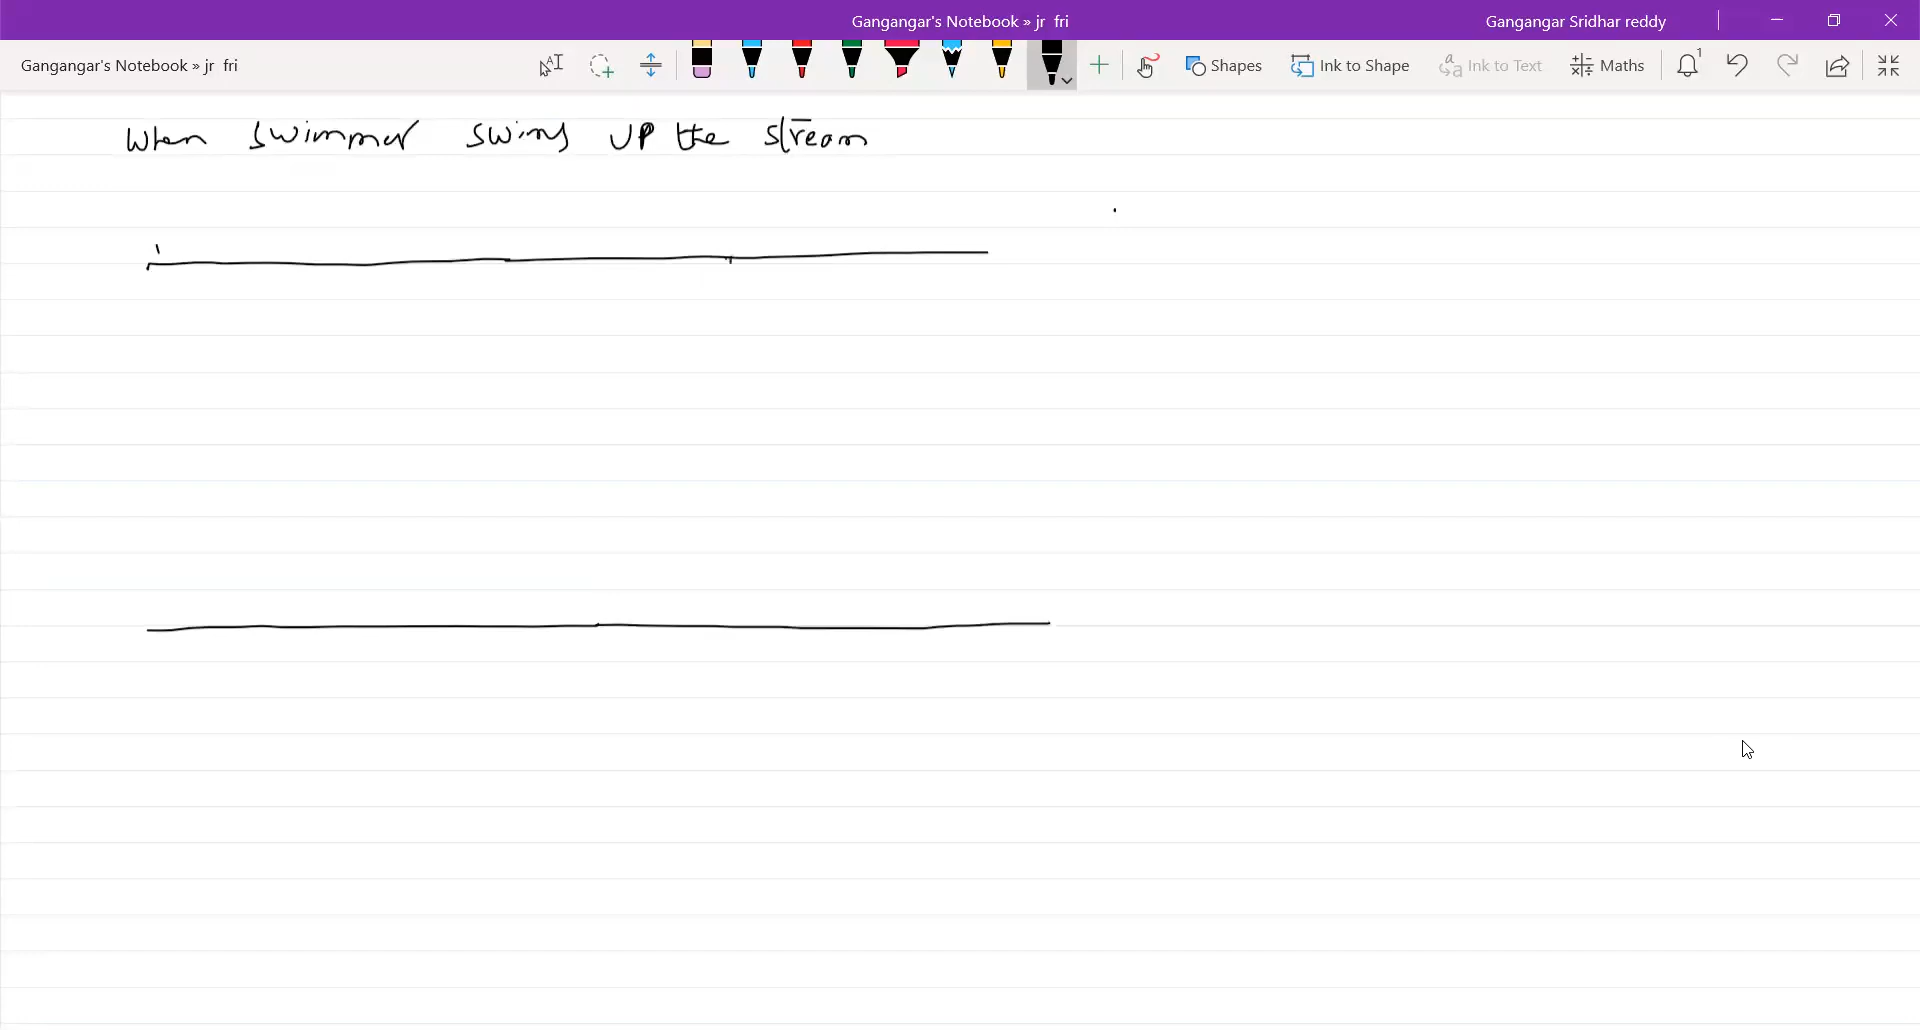 Gangangar's Notebook » jr fri
Gangangar Sridhar reddy
Gangangar's Notebook » jr fri
Shapes
Ink to Shape
Ink to Text
Maths
1
When swimmer swims UP the stream